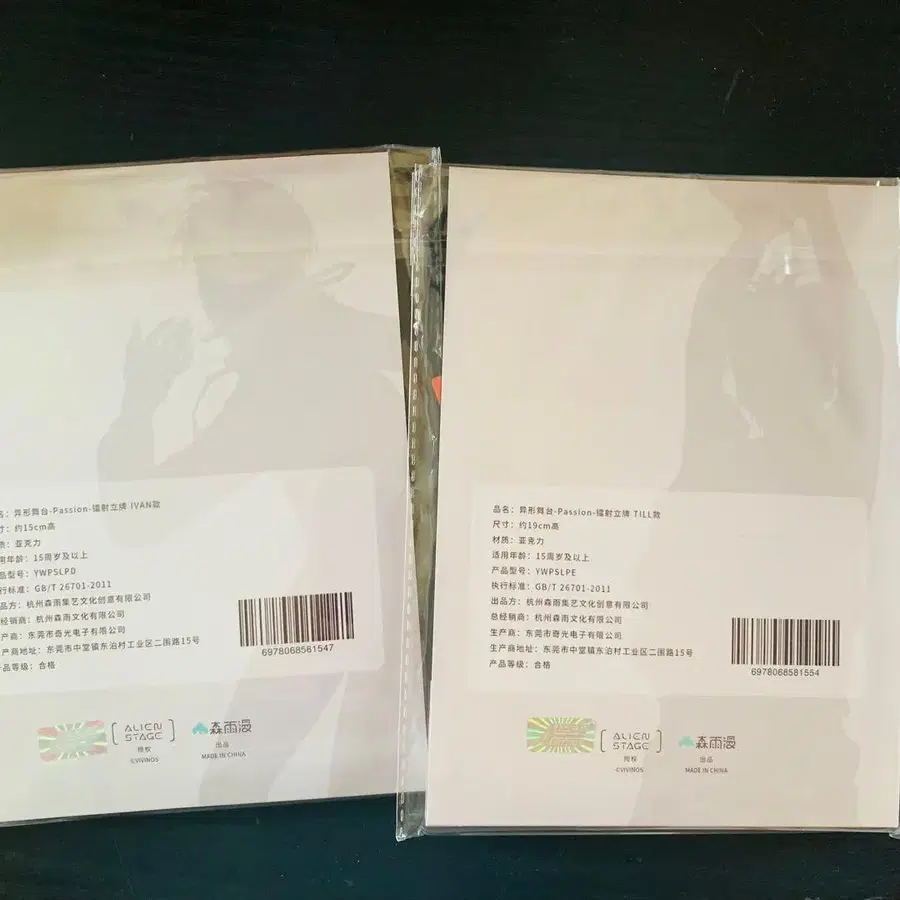 名：异形舞台-Passion-镭射立牌 IVAN款
寸：约15cm高
质：亚克力
用年龄：15周岁及以上
品型号：YWPSLPD
行标准：GB/T 26701-2011
品方：杭州森雨集艺文化创意有限公司
经销商：杭州森雨文化有限公司
产商：东莞市奇光电子有限公司
产商地址：东莞市中堂镇东泊村工业区二围路15号
品等级：合格
6978068581547
ALIEN STAGE
授权
©VIVINOS
森雨漫
出品
MADE IN CHINA
品名：异形舞台-Passion-镭射立牌 TILL款
尺寸：约19cm高
材质：亚克力
适用年龄：15周岁及以上
产品型号：YWPSLPE
执行标准：GB/T 26701-2011
出品方：杭州森雨集艺文化创意有限公司
总经销商：杭州森雨文化有限公司
生产商：东莞市奇光电子有限公司
生产商地址：东莞市中堂镇东泊村工业区二围路15号
产品等级：合格
6978068581554
ALIEN STAGE
授权
©VIVINOS
森雨漫
出品
MADE IN CHINA